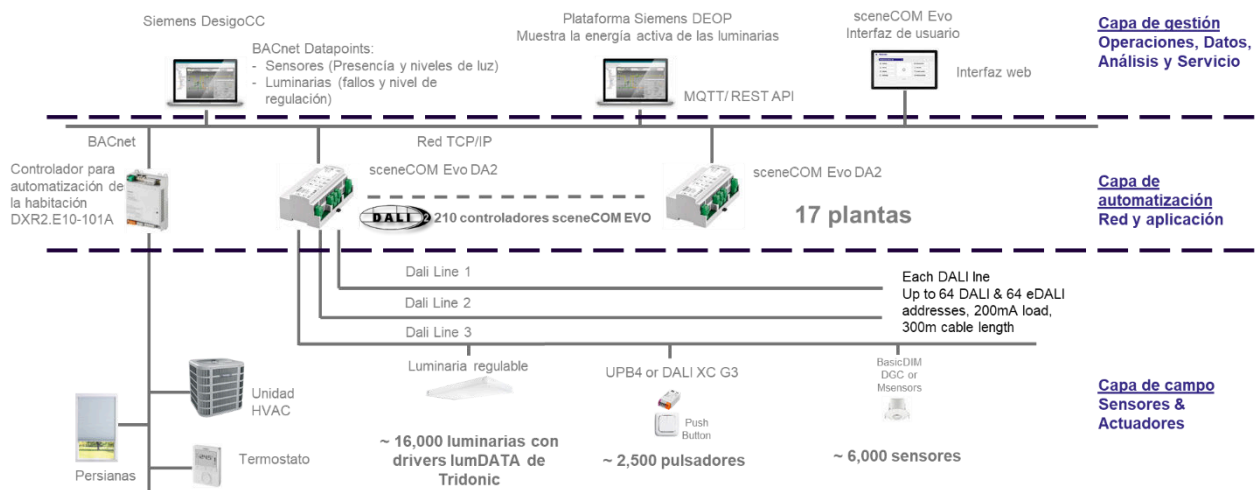 Siemens DesigoCC
BACnet Datapoints:
- Sensores (Presencia y niveles de luz)
- Luminarias (fallos y nivel de
regulación)
Plataforma Siemens DEOP
Muestra la energía activa de las luminarias)
MQTT/ REST API
sceneCOM Evo
Interfaz de usuario
Interfaz web
Capa de gestión
Operaciones, Datos,
Análisis y Servicio
BACnet
Red TCP/IP
Controlador para
automatización de
la habitación
DXR2.E10-101A
sceneCOM Evo DA2
DALI 2
210 controladores sceneCOM EVO
sceneCOM Evo DA2
17 plantas
Capa de
automatización
Red y aplicación
Dali Line 1
Dali Line 2
Dali Line 3
Each DALI lne
Up to 64 DALI & 64 eDALI
addresses, 200mA load,
300m cable length
Luminaria regulable
UPB4 or DALI XC G3
Push
Button
BasicDIM
DGC or
Msensors
Unidad
HVAC
Persianas
Termostato
~ 16,000 luminarias con
drivers lumDATA de
Tridonic
~ 2,500 pulsadores
~ 6,000 sensores
Capa de campo
Sensores &
Actuadores